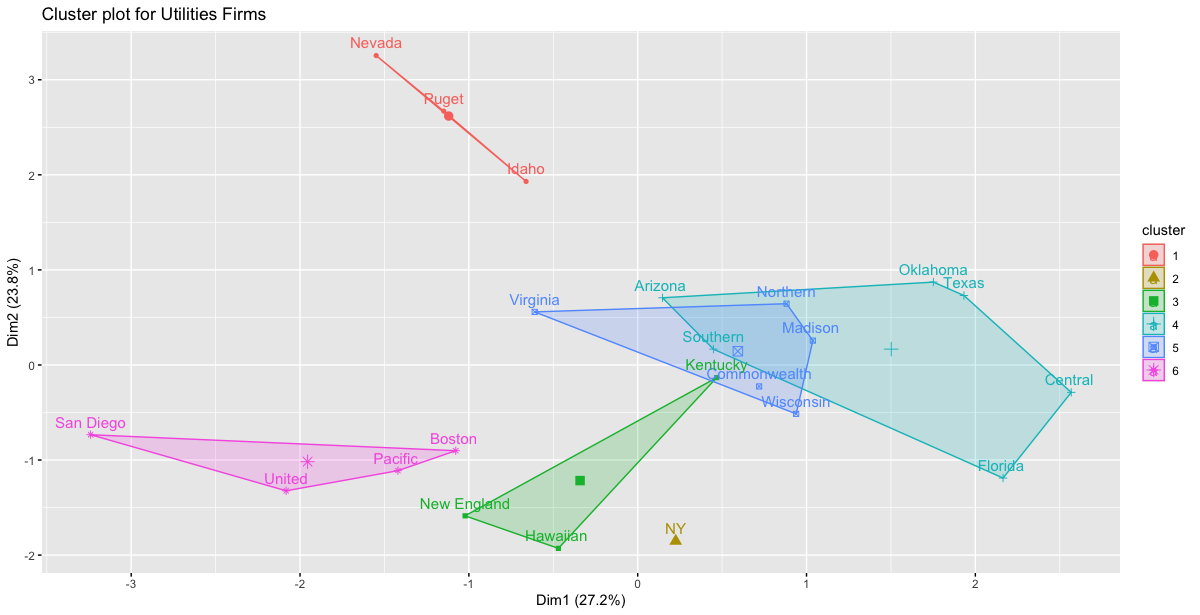 Cluster plot for Utilities Firms
Nevada
Puget
Idaho
Oklahoma
Texas
Arizona
Northern
Virginia
Madison
Southern
Kentucky
Commonwealth
Central
Wisconsin
San Diego
Boston
Pacific
Florida
United
New England
NY
Hawaiian
3
2
1
0
-1
-2
Dim2 (23.8%)
-3 -2 -1 0 1 2
Dim1 (27.2%)
cluster
1
2
3
4
5
6